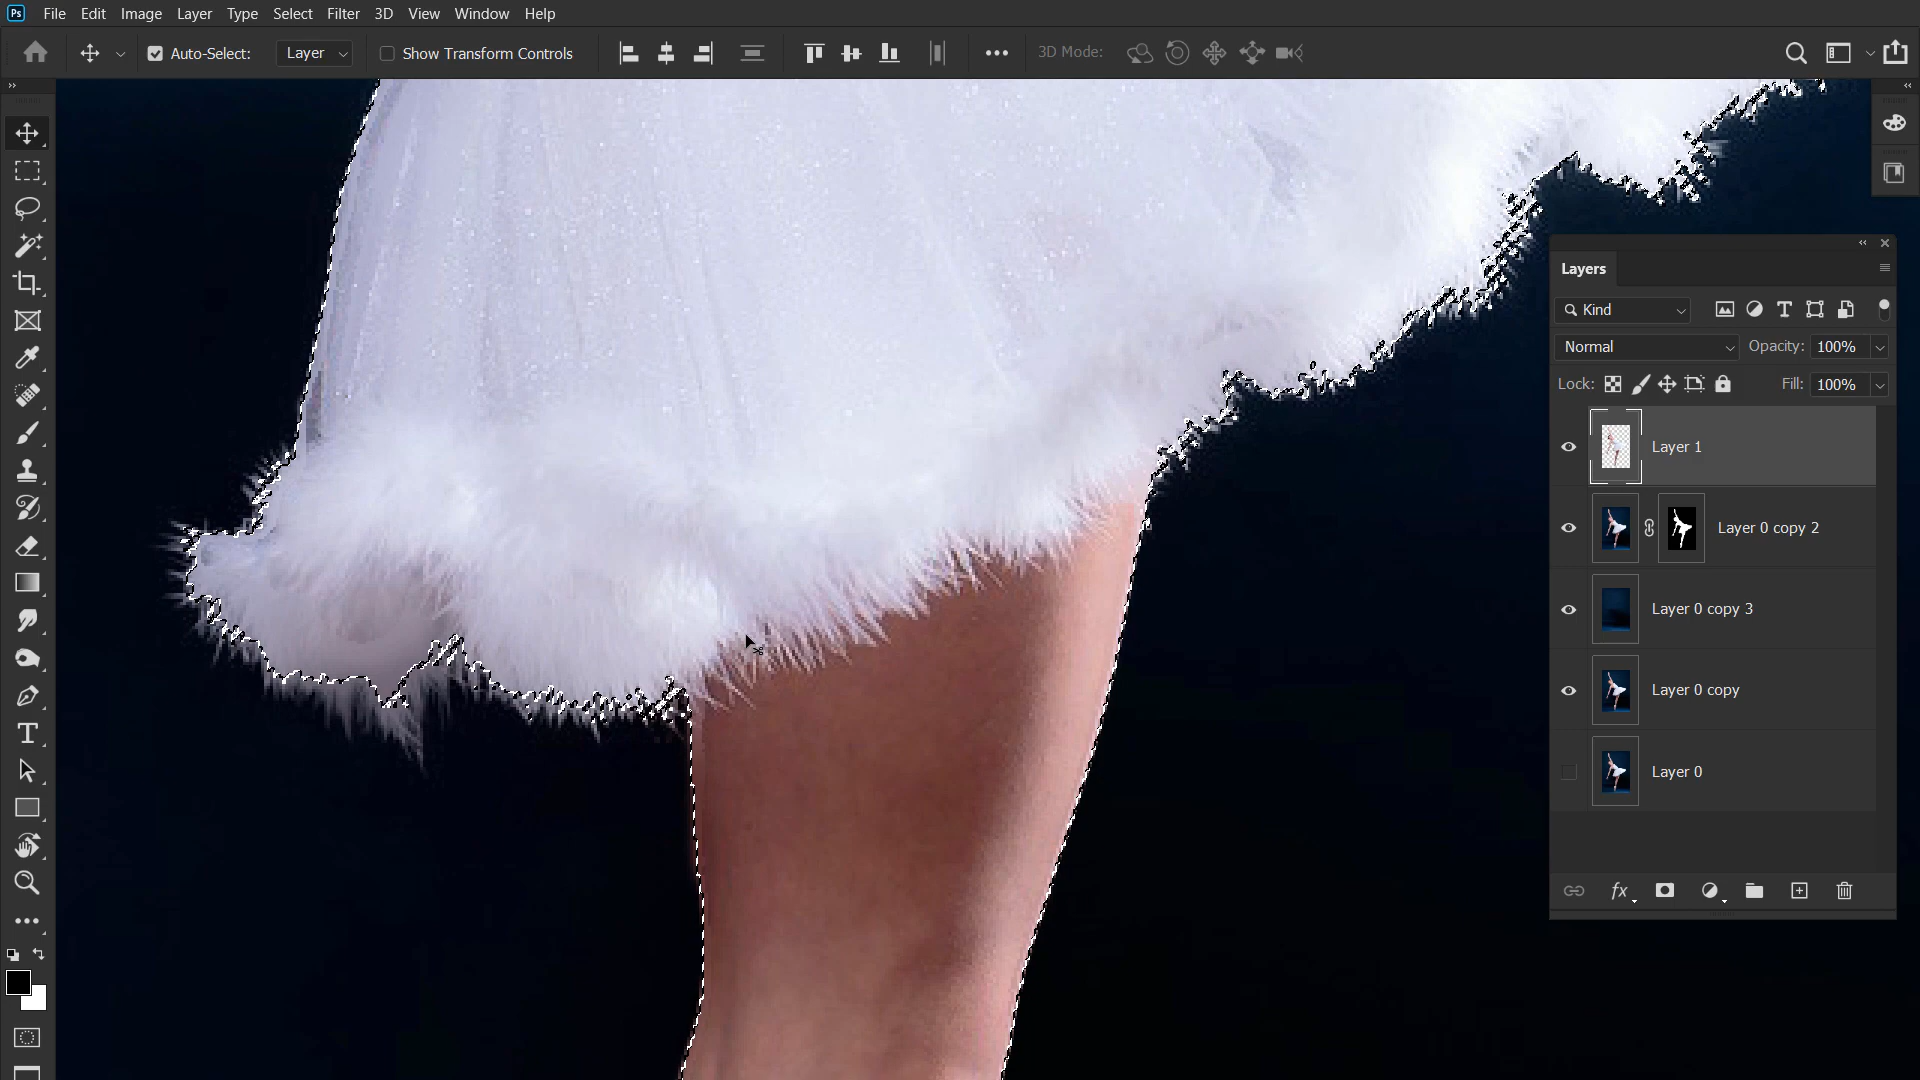 Ps File Edit Image Layer Type Select Filter 3D View Window Help
Auto-Select: Layer Show Transform Controls 3D Mode:
Layers
Kind
Normal Opacity: 100%
Lock: Fill: 100%
Layer 1
Layer 0 copy 2
Layer 0 copy 3
Layer 0 copy
Layer 0
fx